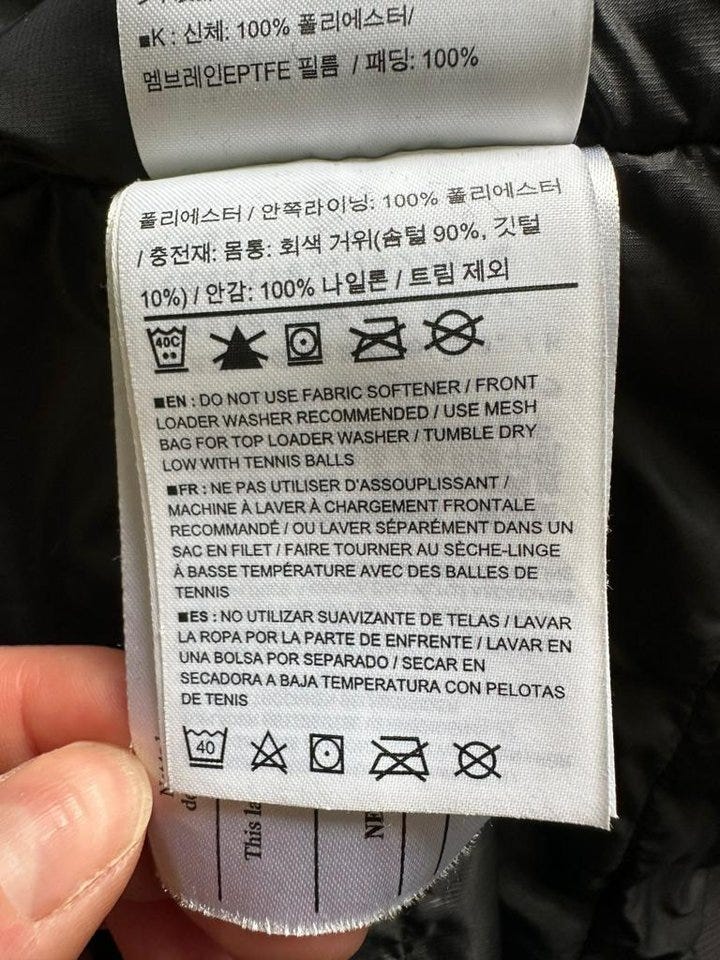 ■K : 신체: 100% 폴리에스터/
멤브레인EPTFE 필름 / 패딩: 100%
폴리에스터 / 안쪽라이닝: 100% 폴리에스터
/ 충전재: 몸통: 회색 거위(솜털 90%, 깃털
10%) / 안감: 100% 나일론 / 트림 제외
40C
■EN : DO NOT USE FABRIC SOFTENER / FRONT
LOADER WASHER RECOMMENDED / USE MESH
BAG FOR TOP LOADER WASHER / TUMBLE DRY
LOW WITH TENNIS BALLS
■FR : NE PAS UTILISER D'ASSOUPLISSANT /
MACHINE À LAVER À CHARGEMENT FRONTALE
RECOMMANDÉ / OU LAVER SÉPARÉMENT DANS UN
SAC EN FILET / FAIRE TOURNER AU SÈCHE-LINGE
À BASSE TEMPÉRATURE AVEC DES BALLES DE
TENNIS
■ES : NO UTILIZAR SUAVIZANTE DE TELAS / LAVAR
LA ROPA POR LA PARTE DE ENFRENTE / LAVAR EN
UNA BOLSA POR SEPARADO / SECAR EN
SECADORA A BAJA TEMPERATURA CON PELOTAS
DE TENIS
40
This